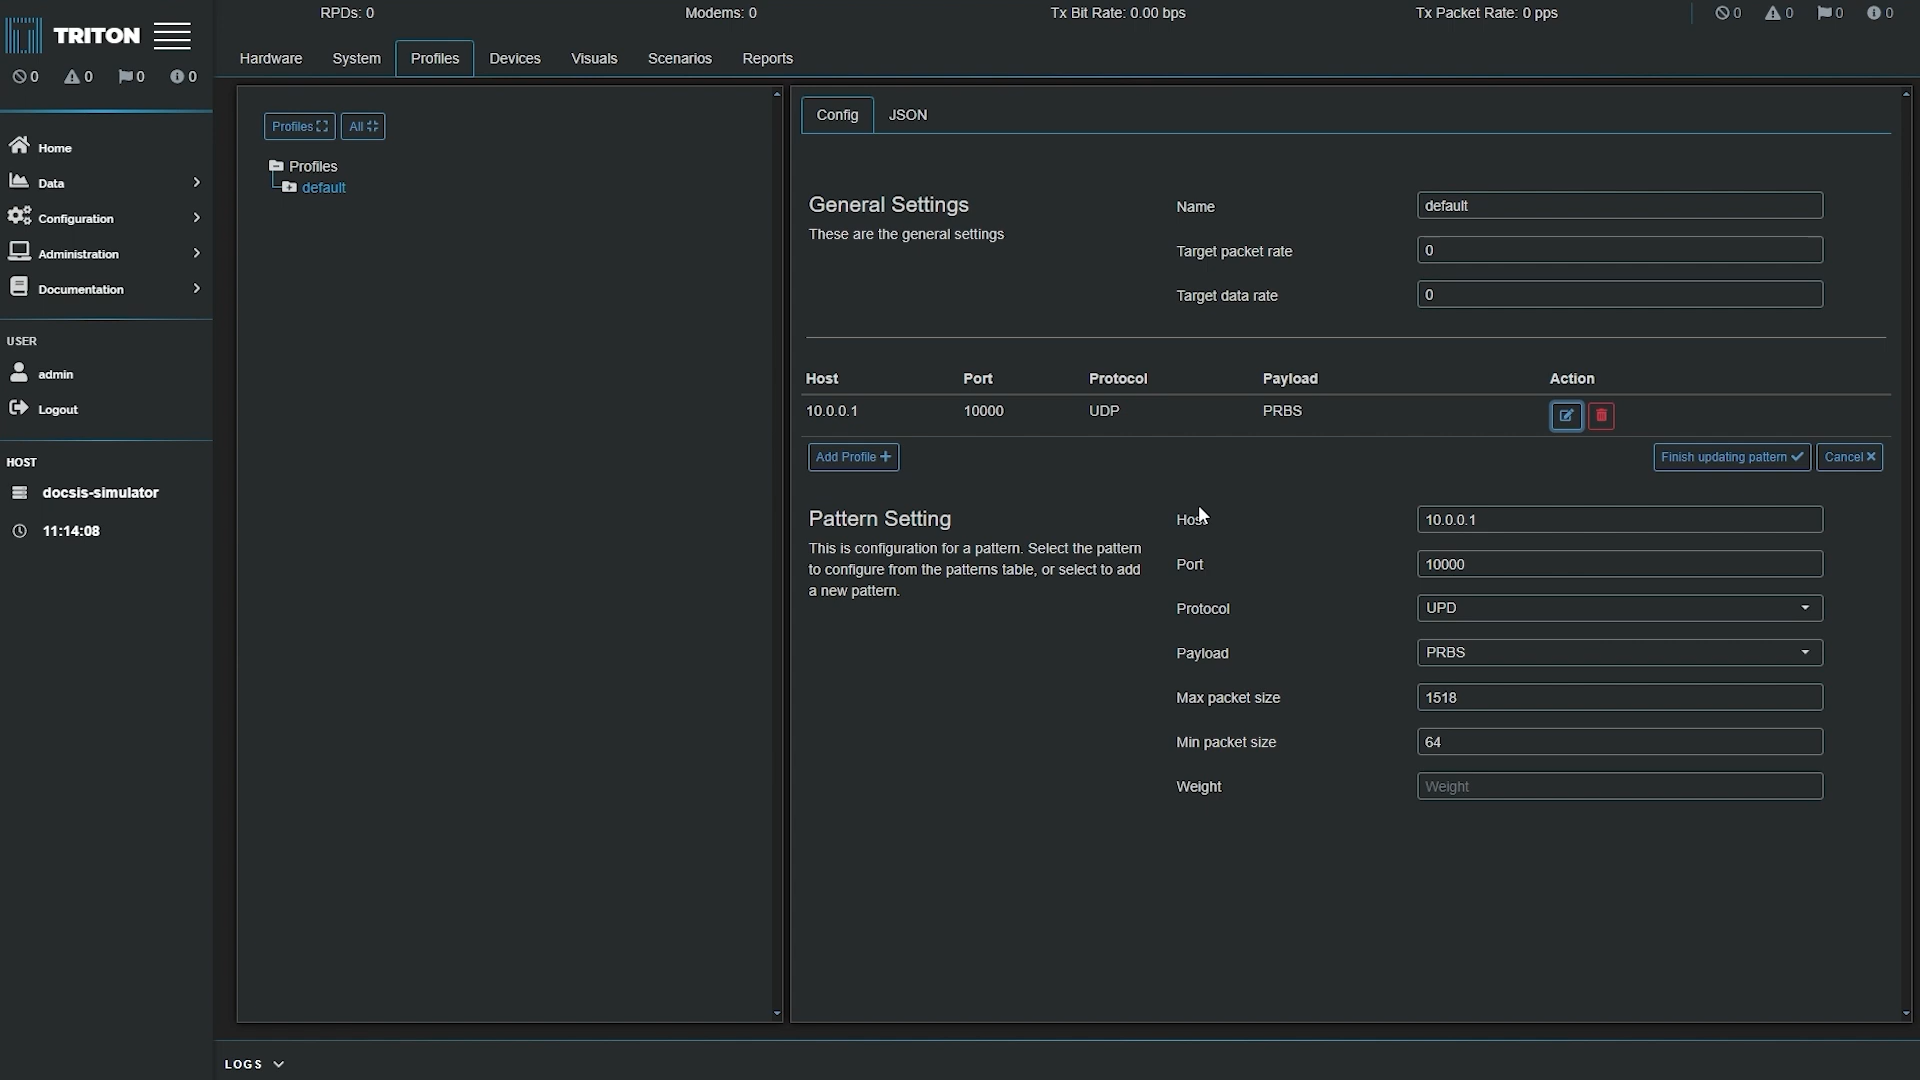 TRITON
0 0 0 0
Home
Data
Configuration
Administration
Documentation
USER
admin
Logout
HOST
docsis-simulator
11:14:08
RPDs: 0 Modems: 0 Tx Bit Rate: 0.00 bps Tx Packet Rate: 0 pps 0 0 0 0
Hardware System Profiles Devices Visuals Scenarios Reports
Profiles All
Profiles
default
Config JSON
General Settings
These are the general settings
Name default
Target packet rate 0
Target data rate 0
Host Port Protocol Payload Action
10.0.0.1 10000 UDP PRBS
Add Profile Finish updating pattern Cancel
Pattern Setting
This is configuration for a pattern. Select the pattern
to configure from the patterns table, or select to add
a new pattern.
Host 10.0.0.1
Port 10000
Protocol UPD
Payload PRBS
Max packet size 1518
Min packet size 64
Weight Weight
LOGS